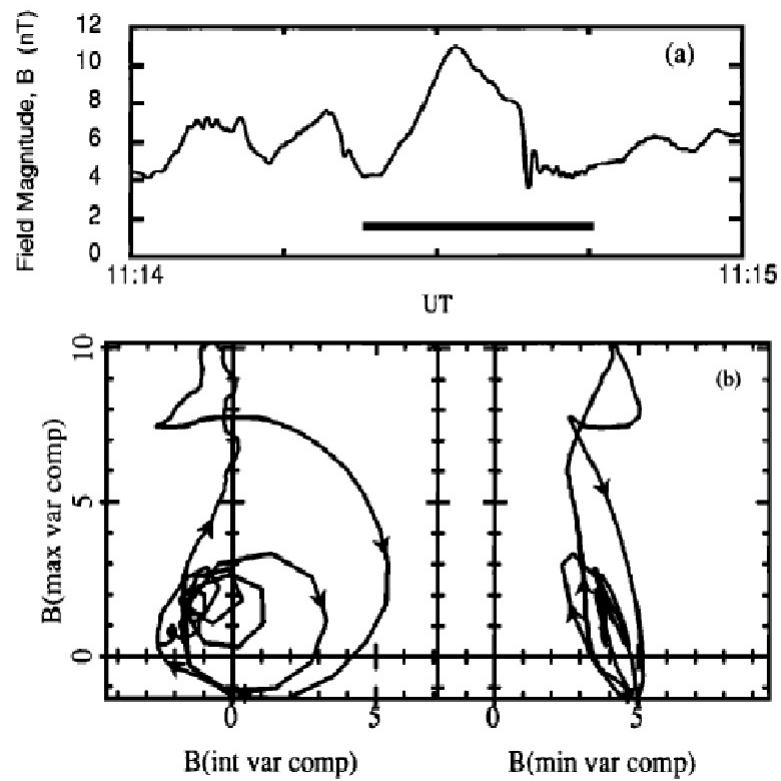 12
10
8
6
4
2
0
Field Magnitude, B (nT)
(a)
11:14
11:15
UT
10
5
0
B(max var comp)
(b)
0
5
0
5
B(int var comp)
B(min var comp)